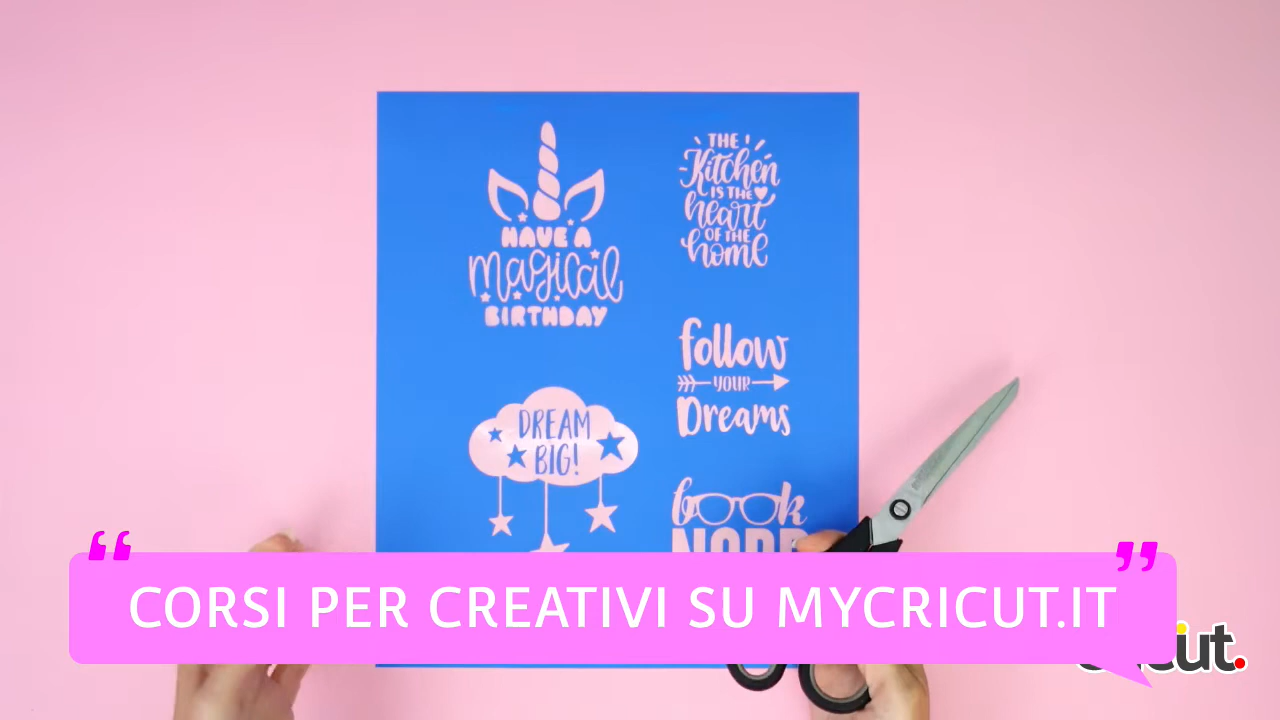 HAVE A
magical
BIRTHDAY
THE
Kitchen
IS THE
heart
OF THE
home
follow
YOUR
Dreams
DREAM
BIG!
book
“CORSI PER CREATIVI SU MYCRICUT.IT”